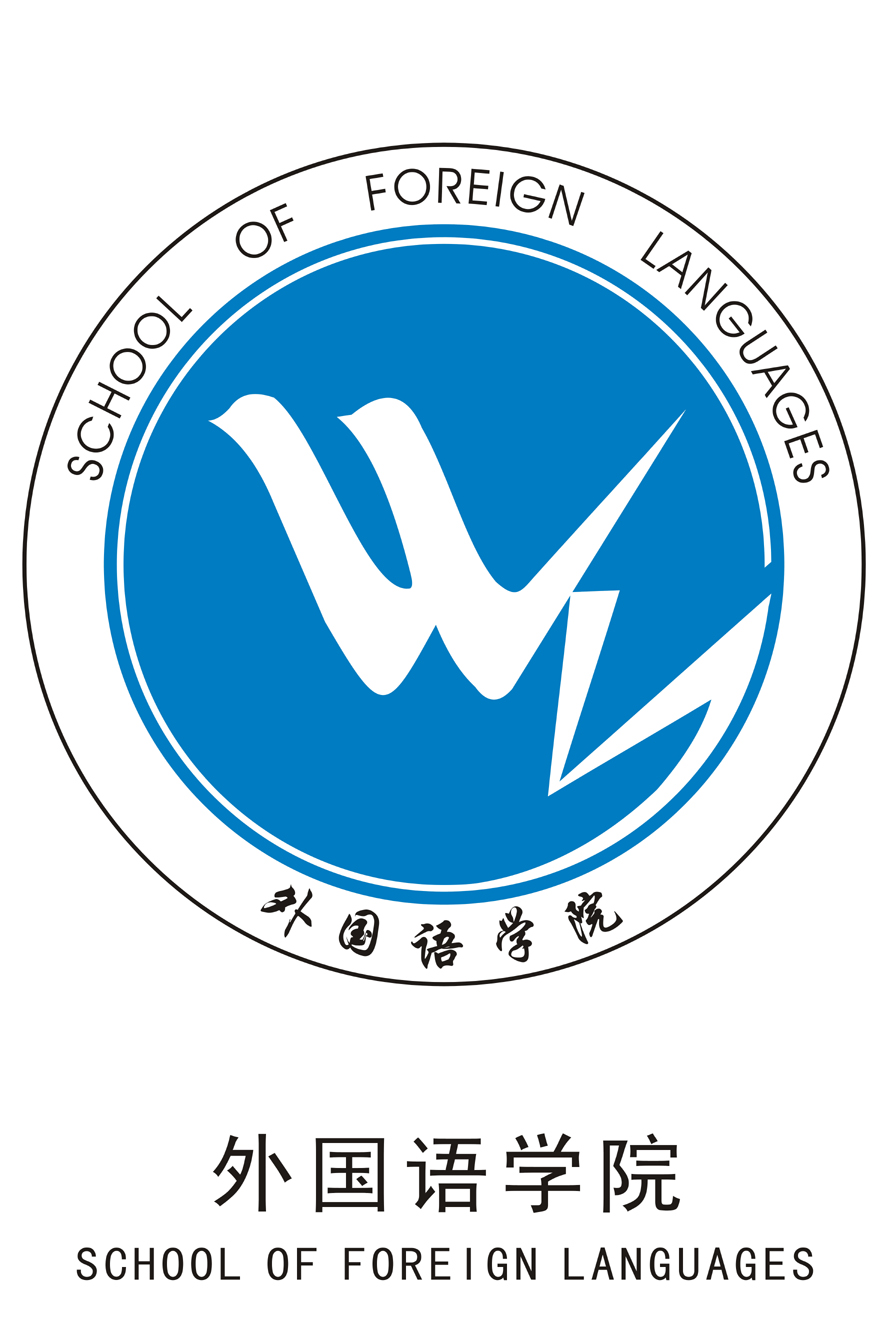 SCHOOL OF FOREIGN LANGUAGES
外国语学院
外国语学院
SCHOOL OF FOREIGN LANGUAGES